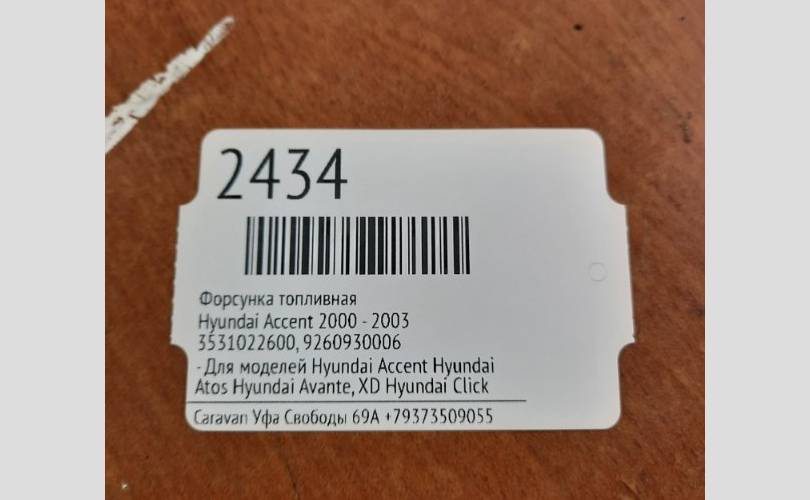 2434
Форсунка топливная
Hyundai Accent 2000 - 2003
3531022600, 9260930006
- Для моделей Hyundai Accent Hyundai
Atos Hyundai Avante, XD Hyundai Click
Caravan Уфа Свободы 69А +79373509055